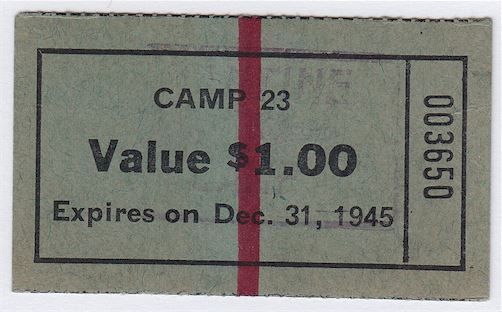 CAMP 23
Value $1.00
Expires on Dec. 31, 1945
003650